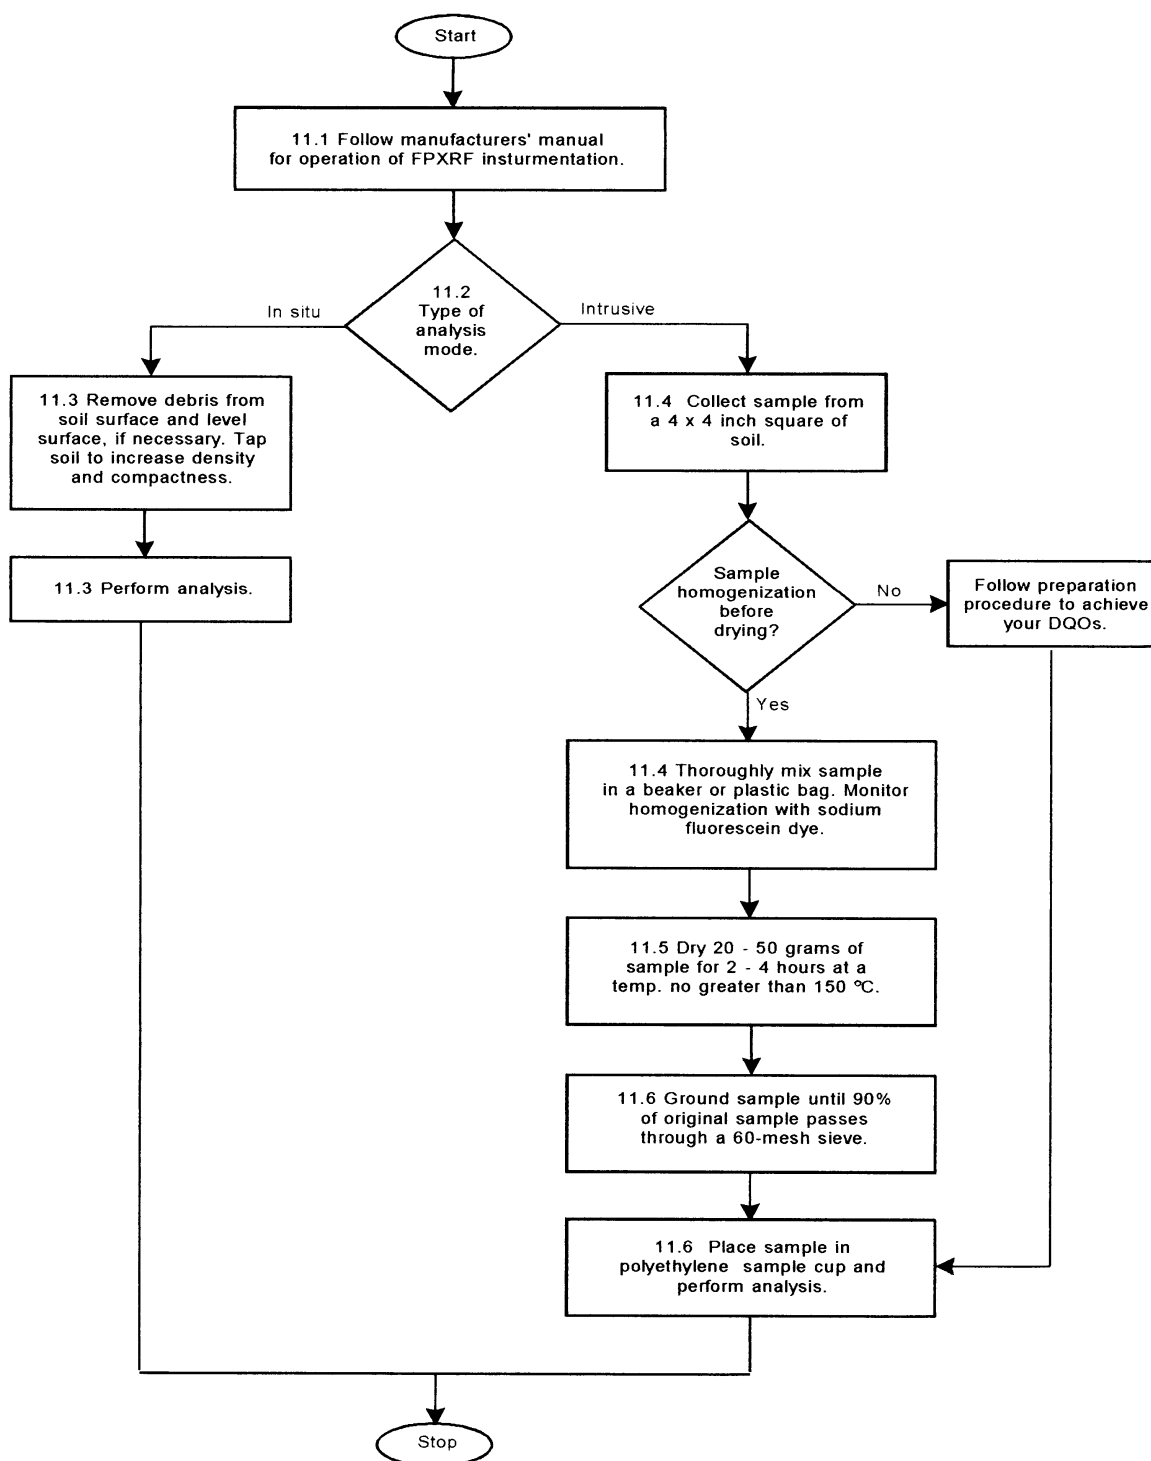 Start
11.1 Follow manufacturers' manual
for operation of FPXRF insturmentation.
11.2
Type of
analysis
mode.
In situ
Intrusive
11.3 Remove debris from
soil surface and level
surface, if necessary. Tap
soil to increase density
and compactness.
11.3 Perform analysis.
11.4 Collect sample from
a 4 x 4 inch square of
soil.
Sample
homogenization
before
drying?
No
Follow preparation
procedure to achieve
your DQOs.
Yes
11.4 Thoroughly mix sample
in a beaker or plastic bag. Monitor
homogenization with sodium
fluorescein dye.
11.5 Dry 20 - 50 grams of
sample for 2 - 4 hours at a
temp. no greater than 150 °C.
11.6 Ground sample until 90%
of original sample passes
through a 60-mesh sieve.
11.6 Place sample in
polyethylene sample cup and
perform analysis.
Stop